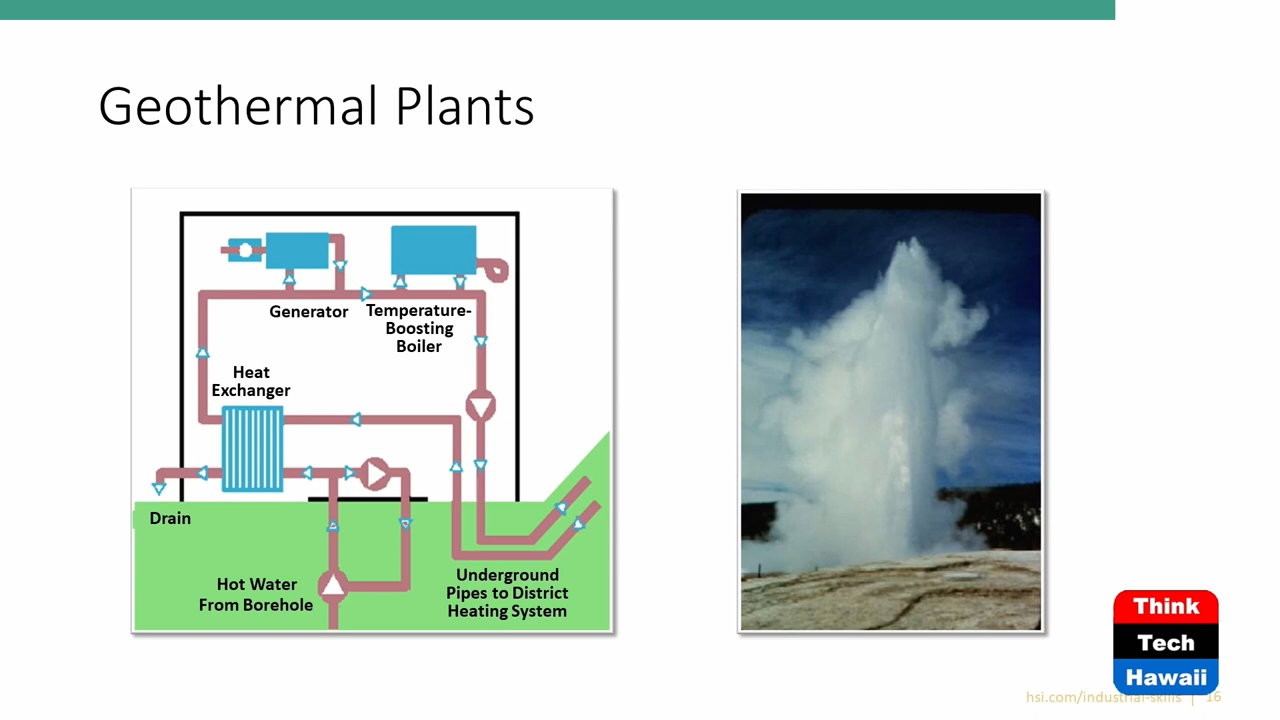 Geothermal Plants
Generator
Temperature-
Boosting
Boiler
Heat
Exchanger
Drain
Hot Water
From Borehole
Underground
Pipes to District
Heating System
Think
Tech
Hawaii
hsi.com/industrial-skills | 16